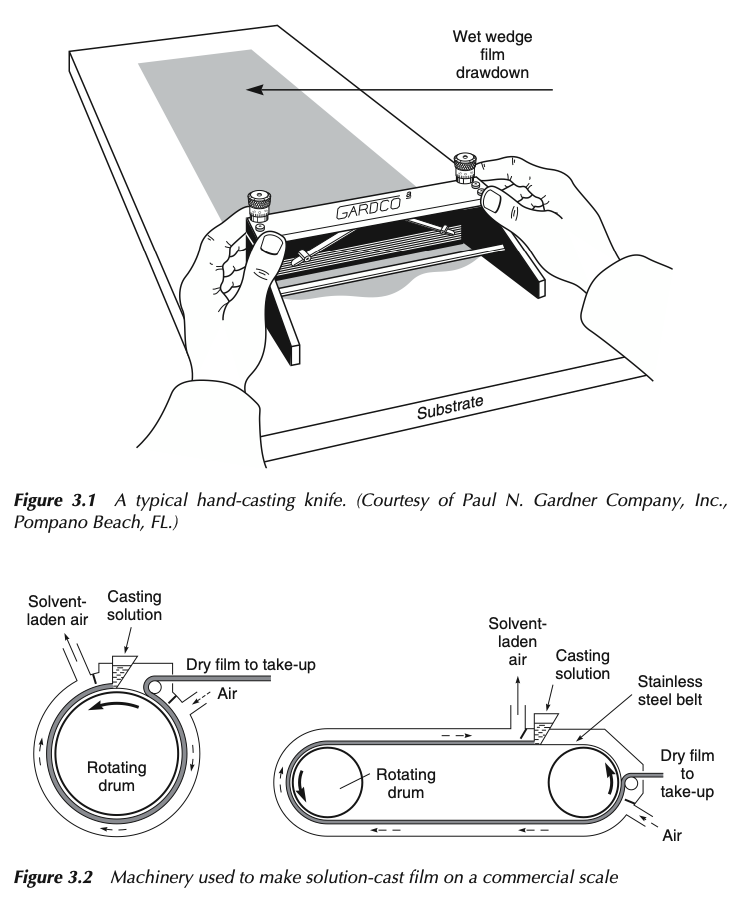 Wet wedge
film
drawdown
GARDCO
Substrate
Figure 3.1 A typical hand-casting knife. (Courtesy of Paul N. Gardner Company, Inc.,
Pompano Beach, FL.)
Solvent-
laden air
Casting
solution
Dry film to take-up
Air
Rotating
drum
Solvent-
laden
air
Casting
solution
Stainless
steel belt
Rotating
drum
Dry film
to
take-up
Air
Figure 3.2 Machinery used to make solution-cast film on a commercial scale